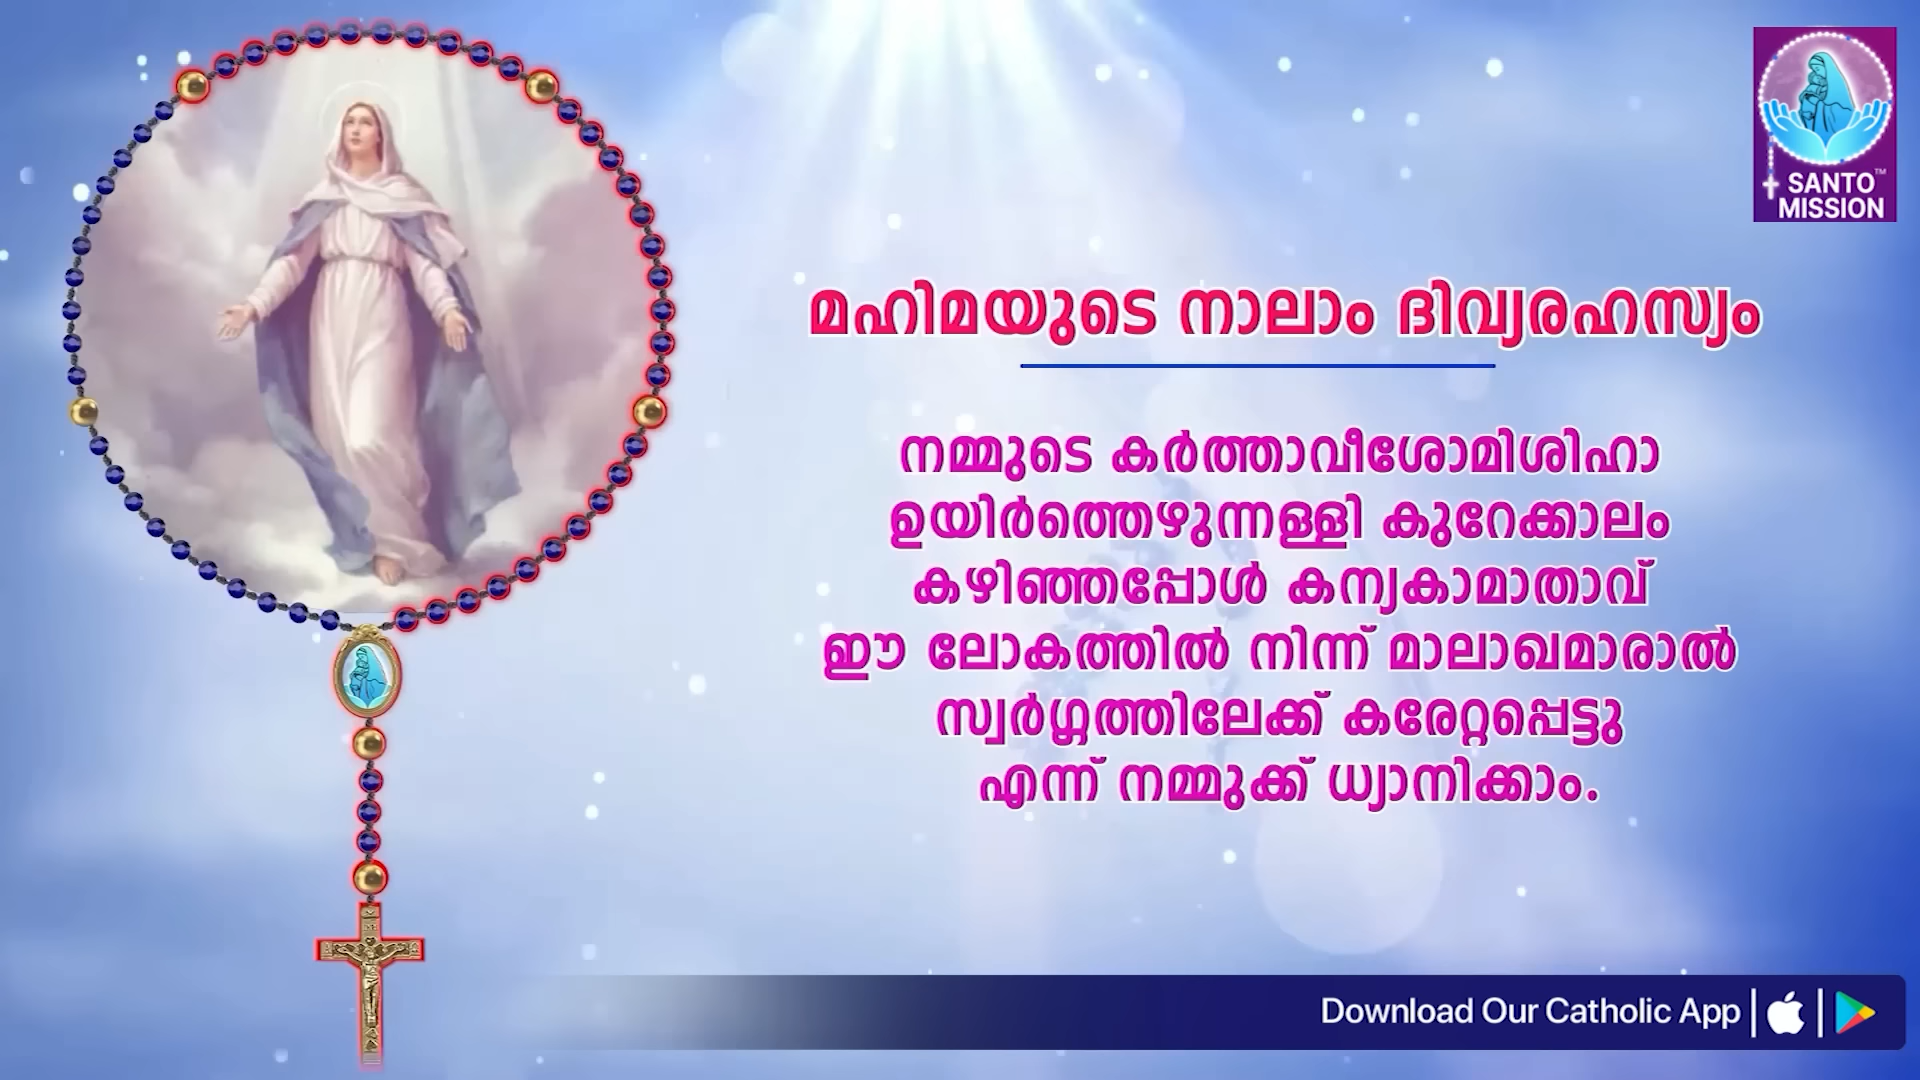 SANTO™
MISSION
മഹിമയുടെ നാലാം ദിവ്യരഹസ്യം
നമ്മുടെ കർത്താവീശോമിശിഹാ
ഉയിർത്തെഴുന്നള്ളി കുറേക്കാലം
കഴിഞ്ഞപ്പോൾ കന്യകാമാതാവ്
ഈ ലോകത്തിൽ നിന്ന് മാലാഖമാരാൽ
സ്വർഗ്ഗത്തിലേക്ക് കരേറ്റപ്പെട്ടു
എന്ന് നമ്മുക്ക് ധ്യാനിക്കാം.
Download Our Catholic App